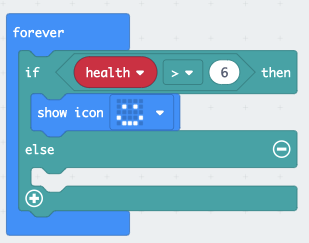 forever
if health > 6 then
show icon
else